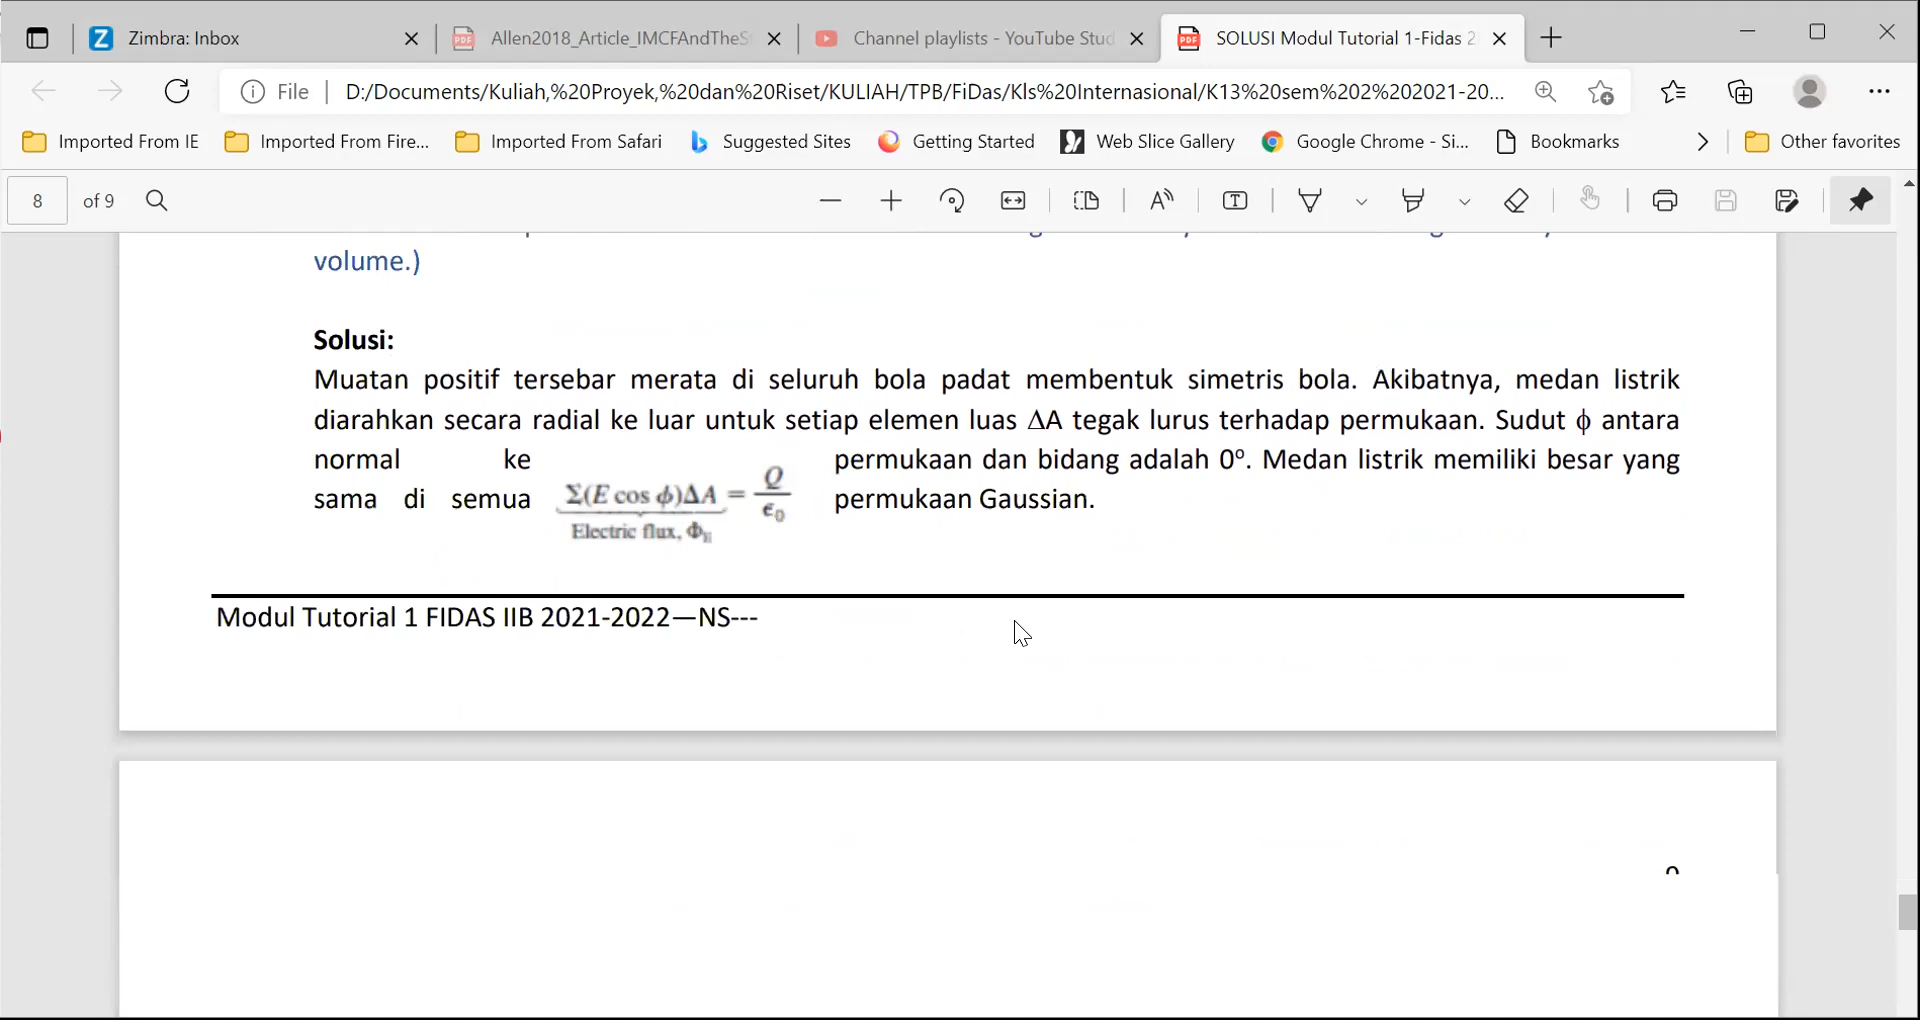 Zimbra: Inbox
Allen2018_Article_IMCFAndTheS
Channel playlists - YouTube Stud
SOLUSI Modul Tutorial 1-Fidas 2
File
D:/Documents/Kuliah,%20Proyek,%20dan%20Riset/KULIAH/TPB/FiDas/Kls%20Internasional/K13%20sem%202%202021-20...
Imported From IE
Imported From Fire...
Imported From Safari
Suggested Sites
Getting Started
Web Slice Gallery
Google Chrome - Si...
Bookmarks
Other favorites
8 of 9
volume.)
Solusi:
Muatan positif tersebar merata di seluruh bola padat membentuk simetris bola. Akibatnya, medan listrik
diarahkan secara radial ke luar untuk setiap elemen luas ΔA tegak lurus terhadap permukaan. Sudut ϕ antara
normal ke permukaan dan bidang adalah 0º. Medan listrik memiliki besar yang
sama di semua Σ(E cos ϕ)ΔA = Q/ϵ₀ permukaan Gaussian.
Electric flux, Φ_E
Modul Tutorial 1 FIDAS IIB 2021-2022—NS---